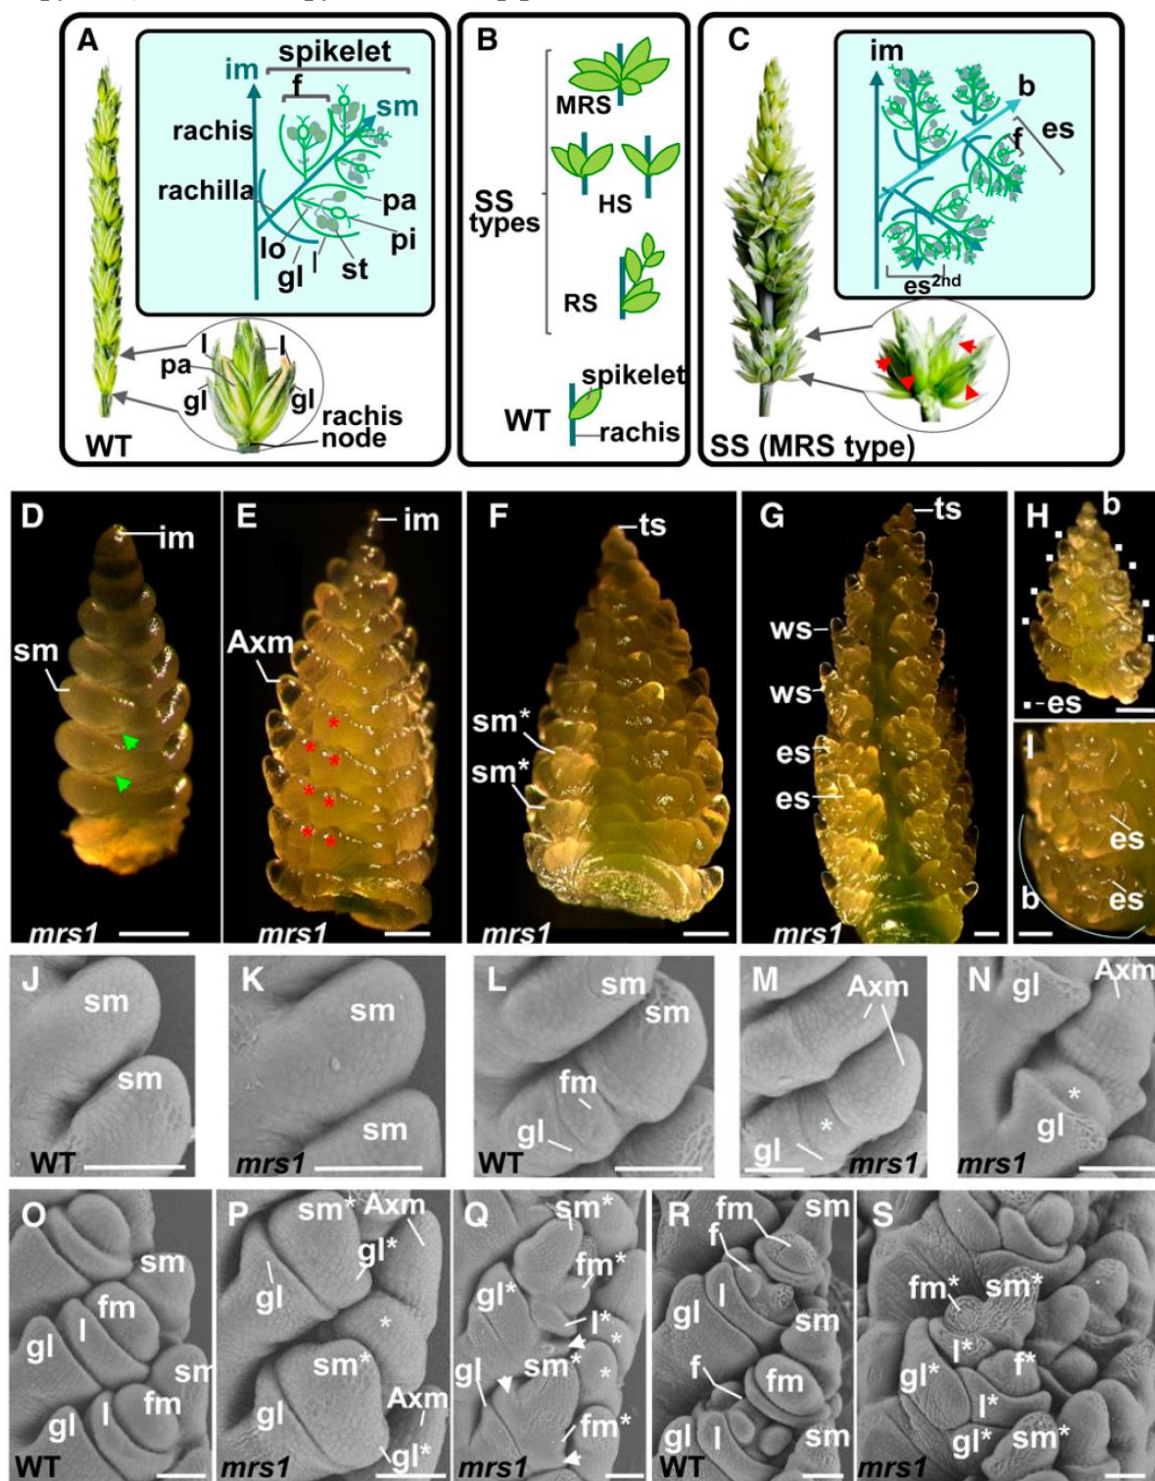 A
im
spikelet
f
sm
rachis
rachilla
lo
gl
l
st
pa
pi
l
l
pa
gl
gl
rachis
node
WT
B
MRS
SS
types
HS
RS
spikelet
WT
rachis
C
im
b
f
es
es2nd
SS (MRS type)
D
im
sm
mrs1
E
im
Axm
*
*
*
*
*
*
*
mrs1
F
ts
sm*
sm*
mrs1
G
ts
ws
ws
es
es
mrs1
H
b
es
I
es
es
b
J
sm
sm
WT
K
sm
sm
mrs1
L
sm
sm
fm
gl
WT
M
Axm
*
gl
mrs1
N
gl
Axm
*
gl
mrs1
O
sm
fm
gl
l
sm
fm
gl
l
WT
P
sm*
Axm
gl*
gl
*
sm*
gl
Axm
gl*
mrs1
Q
sm*
fm*
gl*
l*
*
sm*
*
gl
*
fm*
mrs1
R
fm
sm
f
l
gl
sm
f
fm
gl
l
sm
WT
S
fm*
sm*
l*
f*
gl*
l*
gl*
sm*
mrs1